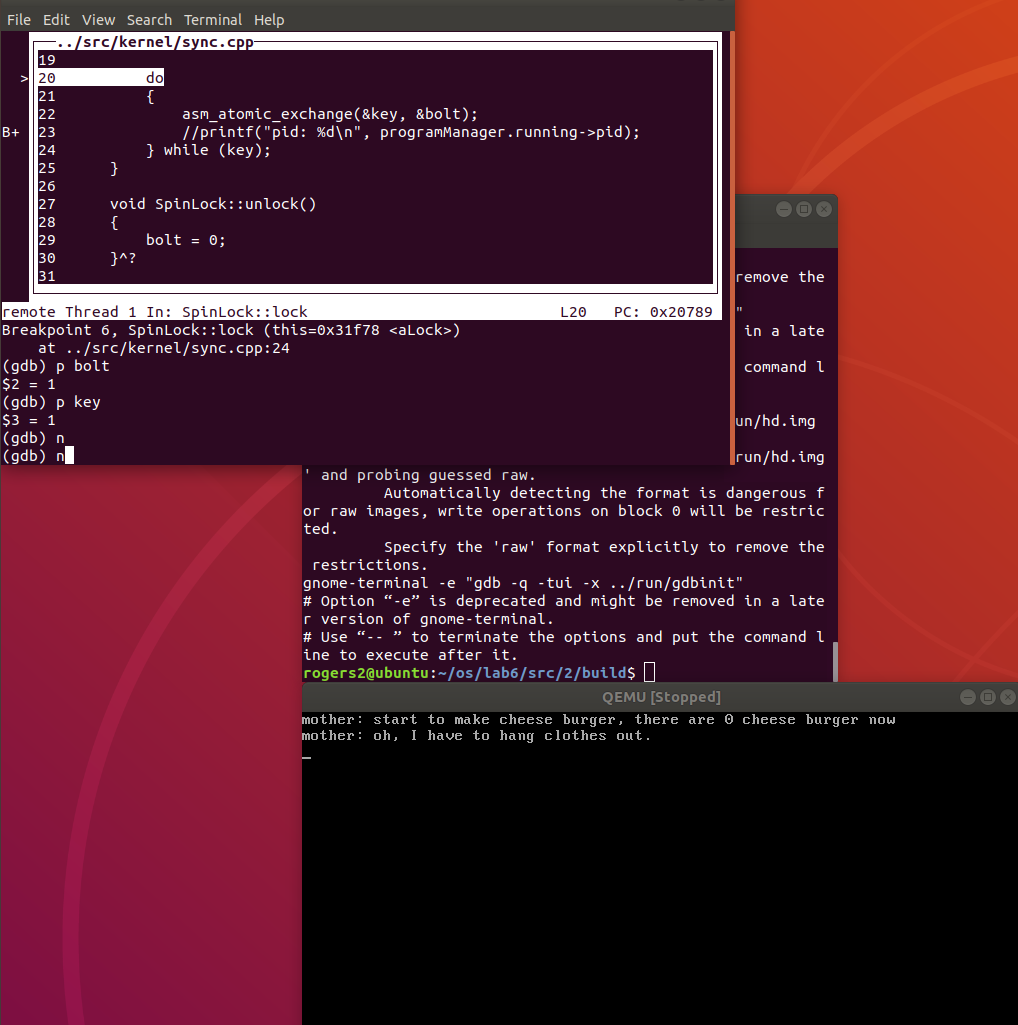 File Edit View Search Terminal Help
../src/kernel/sync.cpp
19
>20 do
21 {
22 asm_atomic_exchange(&key, &bolt);
B+ 23 //printf("pid: %d\n", programManager.running->pid);
24 } while (key);
25 }
26
27 void SpinLock::unlock()
28 {
29 bolt = 0;
30 }^?
31
remote Thread 1 In: SpinLock::lock L20 PC: 0x20789
Breakpoint 6, SpinLock::lock (this=0x31f78 <aLock>)
at ../src/kernel/sync.cpp:24
(gdb) p bolt
$2 = 1
(gdb) p key
$3 = 1
(gdb) n
(gdb) n
remove the
"
in a late
command l
un/hd.img
run/hd.img
' and probing guessed raw.
Automatically detecting the format is dangerous f
or raw images, write operations on block 0 will be restric
ted.
Specify the 'raw' format explicitly to remove the
restrictions.
gnome-terminal -e "gdb -q -tui -x ../run/gdbinit"
# Option “-e” is deprecated and might be removed in a late
r version of gnome-terminal.
# Use “-- ” to terminate the options and put the command l
ine to execute after it.
rogers2@ubuntu:~/os/lab6/src/2/build$
QEMU [Stopped]
mother: start to make cheese burger, there are 0 cheese burger now
mother: oh, I have to hang clothes out.